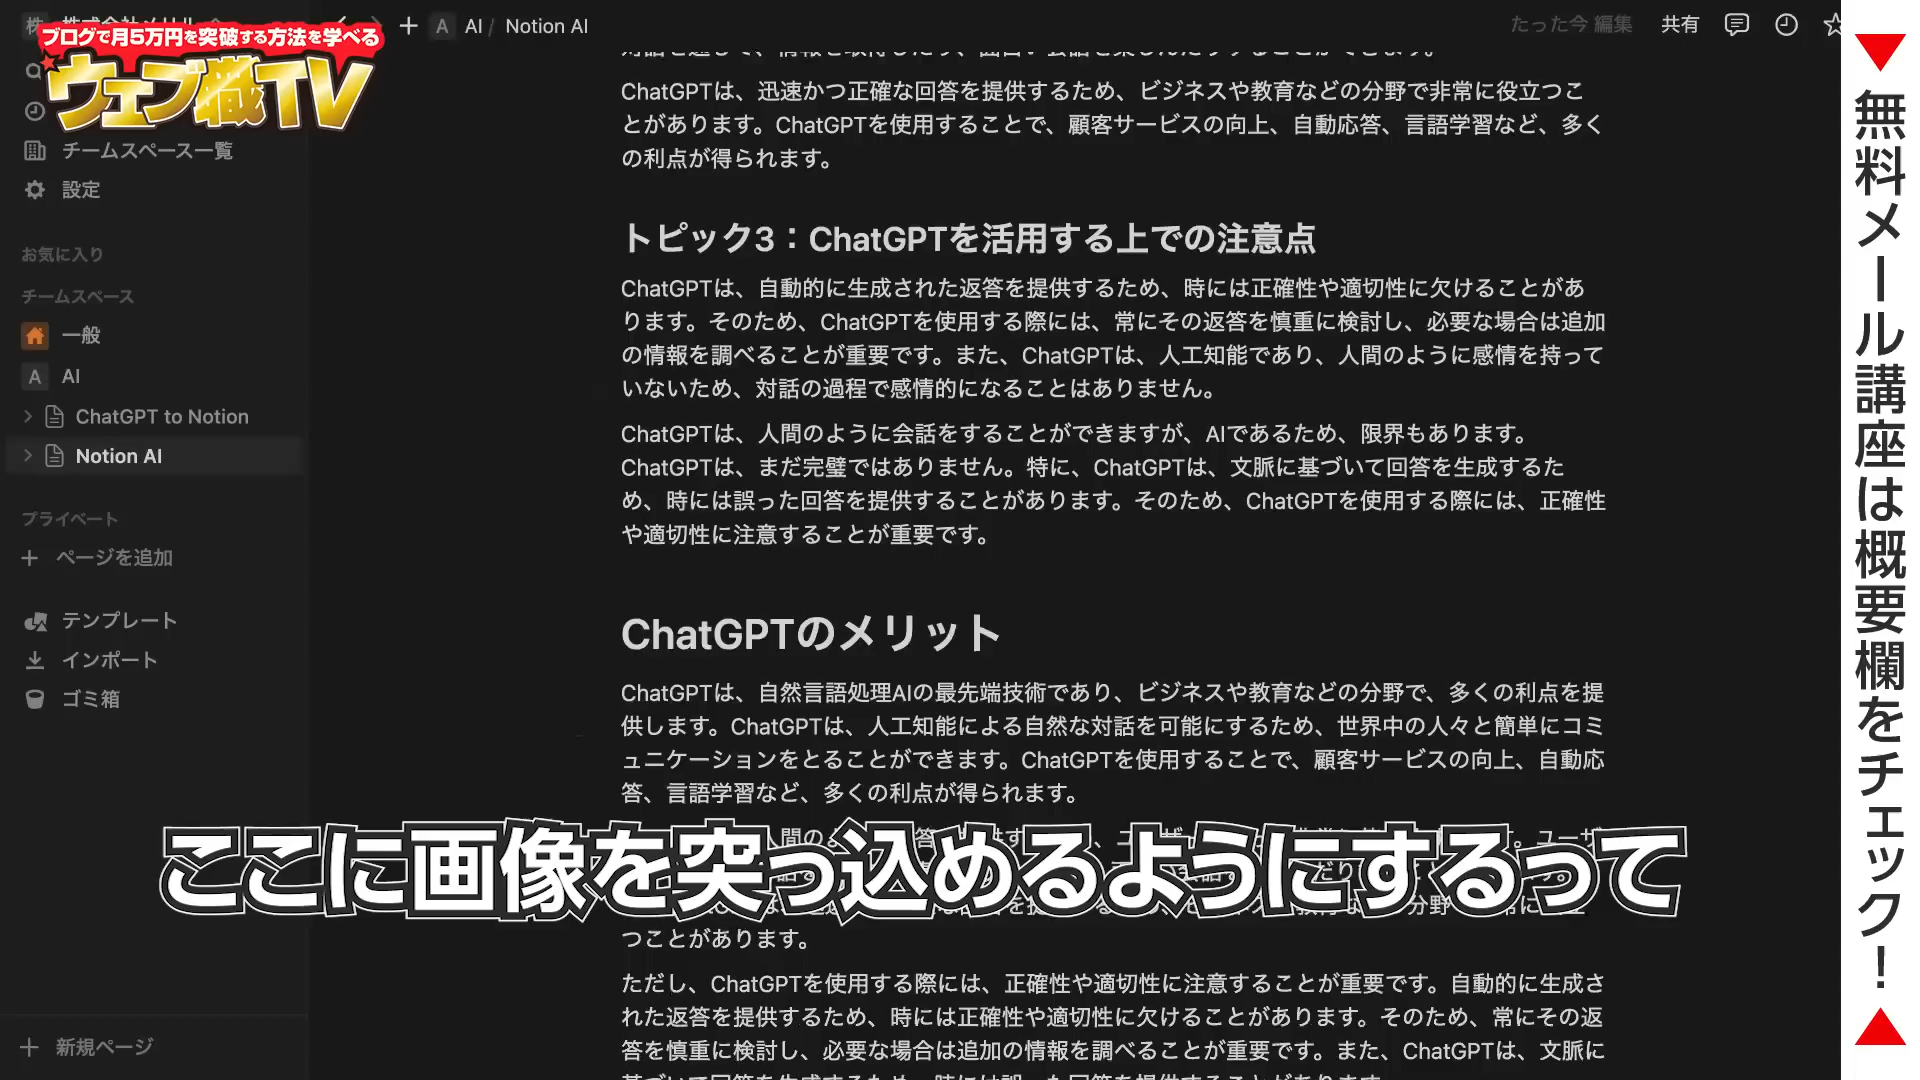 ブログで月5万円を突破する方法を学べる
ウェブ職TV
チームスペース一覧
設定
お気に入り
チームスペース
一般
A AI
ChatGPT to Notion
Notion AI
プライベート
ページを追加
テンプレート
インポート
ゴミ箱
新規ページ
A AI / Notion AI
たった今 編集 共有
ChatGPTは、迅速かつ正確な回答を提供するため、ビジネスや教育などの分野で非常に役立つこ
とがあります。ChatGPTを使用することで、顧客サービスの向上、自動応答、言語学習など、多く
の利点が得られます。
トピック3：ChatGPTを活用する上での注意点
ChatGPTは、自動的に生成された返答を提供するため、時には正確性や適切性に欠けることがあ
ります。そのため、ChatGPTを使用する際には、常にその返答を慎重に検討し、必要な場合は追加
の情報を調べることが重要です。また、ChatGPTは、人工知能であり、人間のように感情を持って
いないため、対話の過程で感情的になることはありません。
ChatGPTは、人間のように会話をすることができますが、AIであるため、限界もあります。
ChatGPTは、まだ完璧ではありません。特に、ChatGPTは、文脈に基づいて回答を生成するた
め、時には誤った回答を提供することがあります。そのため、ChatGPTを使用する際には、正確性
や適切性に注意することが重要です。
ChatGPTのメリット
ChatGPTは、自然言語処理AIの最先端技術であり、ビジネスや教育などの分野で、多くの利点を提
供します。ChatGPTは、人工知能による自然な対話を可能にするため、世界中の人々と簡単にコミ
ュニケーションをとることができます。ChatGPTを使用することで、顧客サービスの向上、自動応
答、言語学習など、多くの利点が得られます。
ここに画像を突っ込めるようにするって
つことがあります。
ただし、ChatGPTを使用する際には、正確性や適切性に注意することが重要です。自動的に生成さ
れた返答を提供するため、時には正確性や適切性に欠けることがあります。そのため、常にその返
答を慎重に検討し、必要な場合は追加の情報を調べることが重要です。また、ChatGPTは、文脈に
無料メール講座は概要欄をチェック！